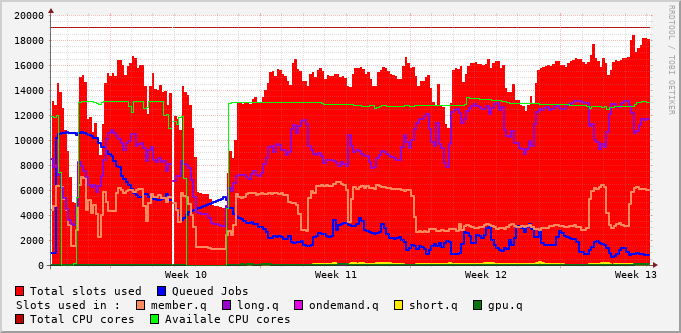 20000
18000
16000
14000
12000
10000
8000
6000
4000
2000
0
Week 10 Week 11 Week 12 Week 13
RRDTOOL / TOBI OETIKER
Total slots used Queued Jobs
Slots used in : member.q long.q ondemand.q short.q gpu.q
Total CPU cores Availale CPU cores